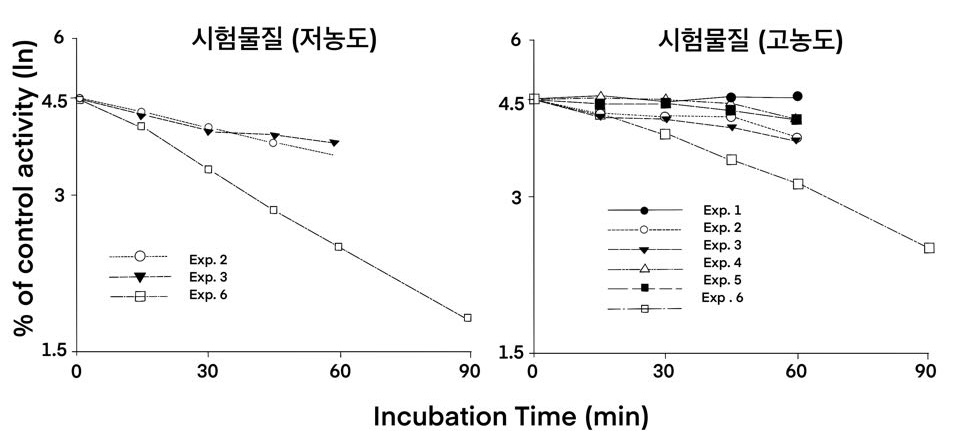 시험물질 (저농도)
% of control activity (ln)
6
4.5
3
1.5
0
30
60
90
Exp. 2
Exp. 3
Exp. 6
시험물질 (고농도)
6
4.5
3
1.5
0
30
60
90
Exp. 1
Exp. 2
Exp. 3
Exp. 4
Exp. 5
Exp . 6
Incubation Time (min)